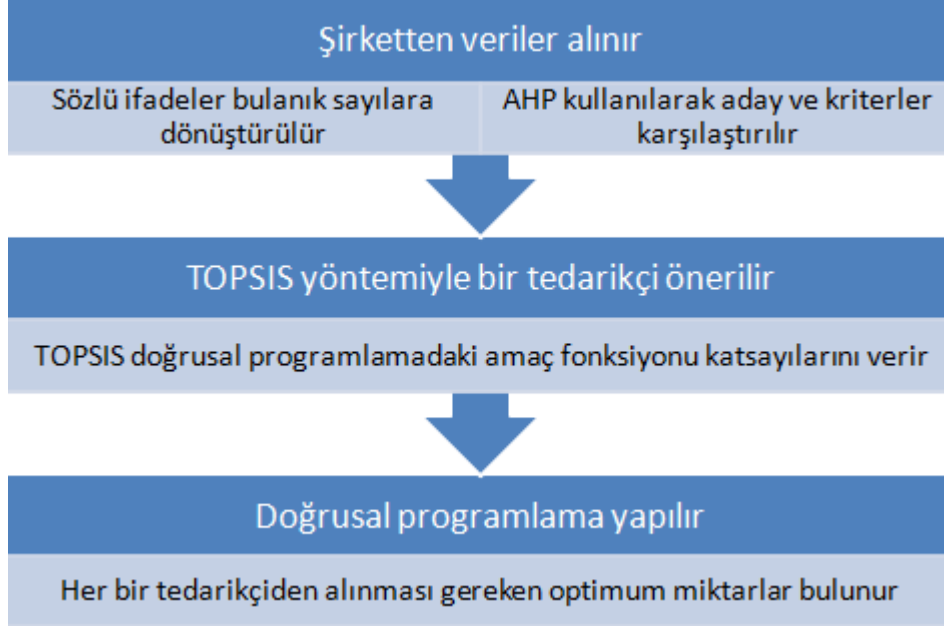 Şirketten veriler alınır
Sözlü ifadeler bulanık sayılara
dönüştürülür
AHP kullanılarak aday ve kriterler
karşılaştırılır
TOPSIS yöntemiyle bir tedarikçi önerilir
TOPSIS doğrusal programlamadaki amaç fonksiyonu katsayılarını verir
Doğrusal programlama yapılır
Her bir tedarikçiden alınması gereken optimum miktarlar bulunur